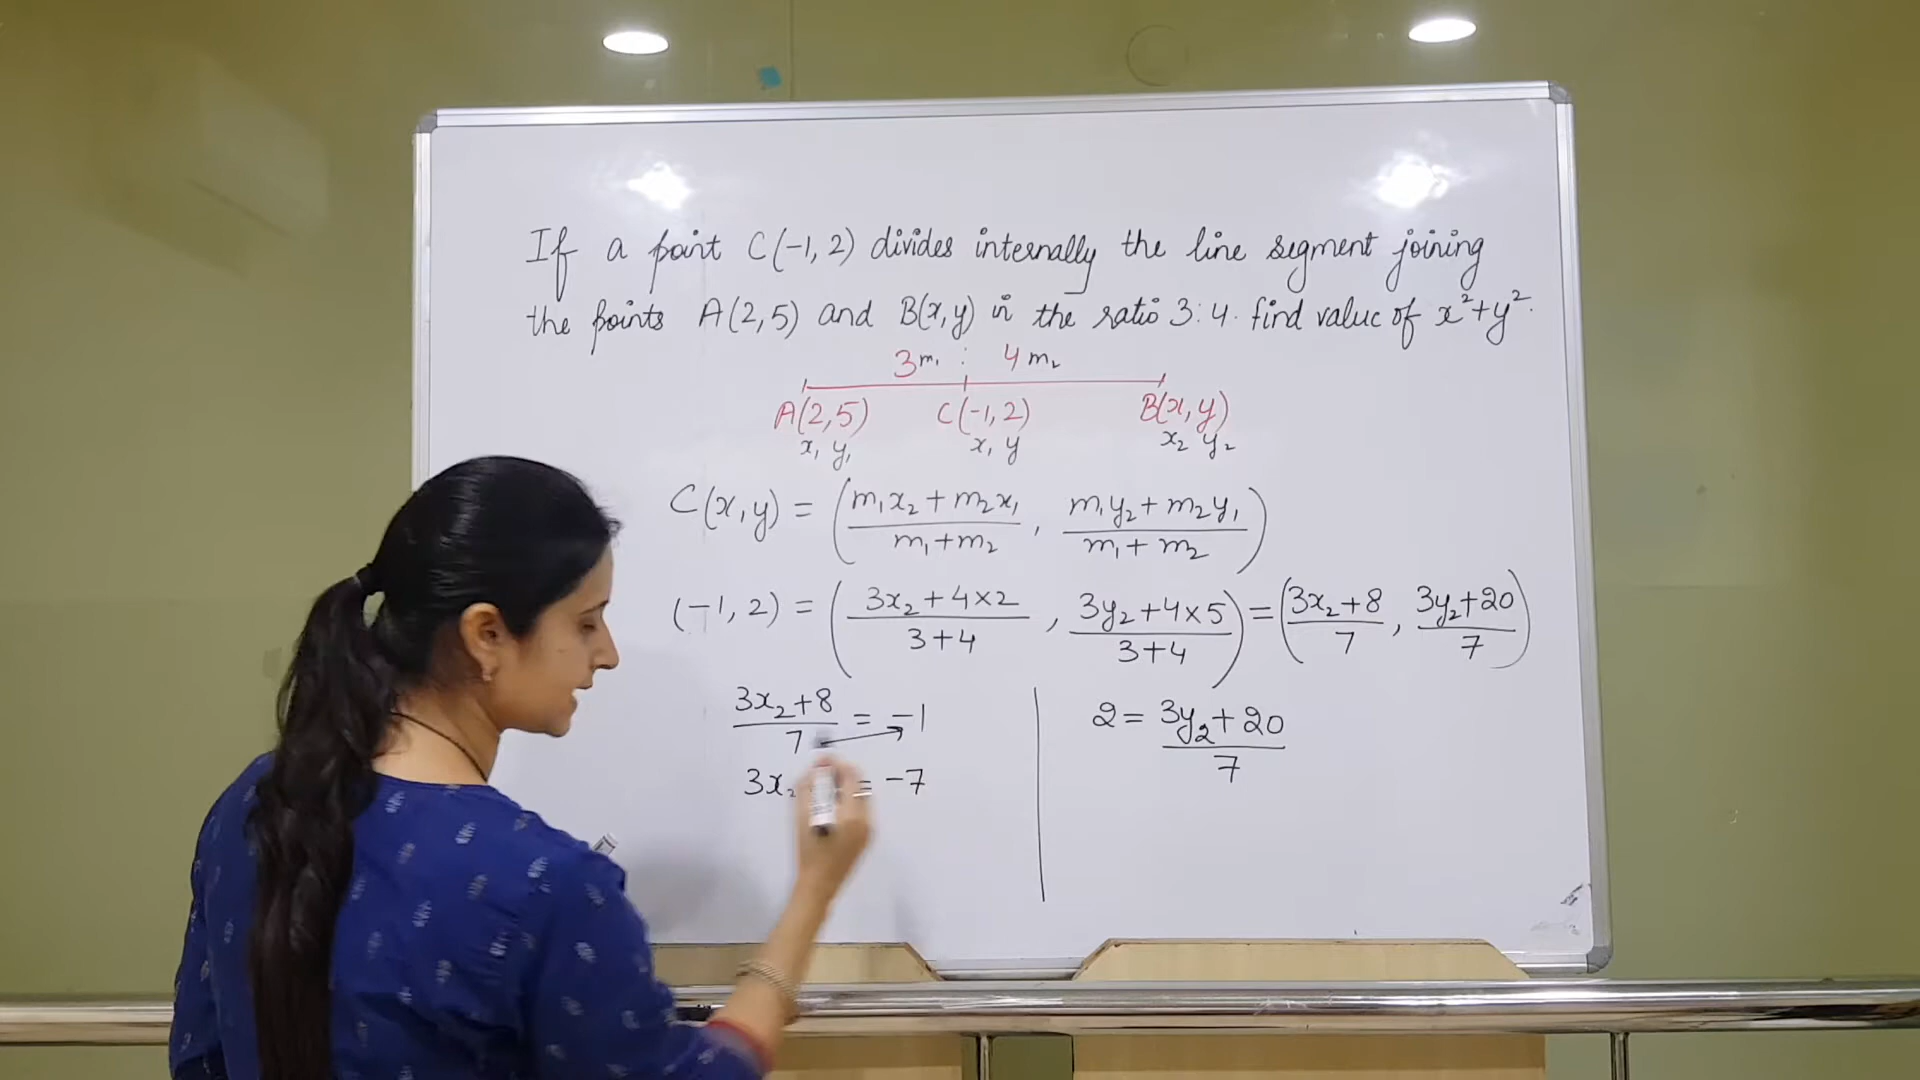 If a point C(-1, 2) divides internally the line segment joining
the points A(2,5) and B(x,y) in the ratio 3:4. find value of x²+y².
3m₁ : 4m₂
A(2,5) C(-1,2) B(x,y)
x₁ y₁ x, y x₂ y₂
C(x,y) = ((m₁x₂+m₂x₁)/(m₁+m₂), (m₁y₂+m₂y₁)/(m₁+m₂))
(-1, 2) = ((3x₂+4×2)/(3+4), (3y₂+4×5)/(3+4)) = ((3x₂+8)/7, (3y₂+20)/7)
(3x₂+8)/7 = -1
2 = (3y₂+20)/7
3x₂ = -7